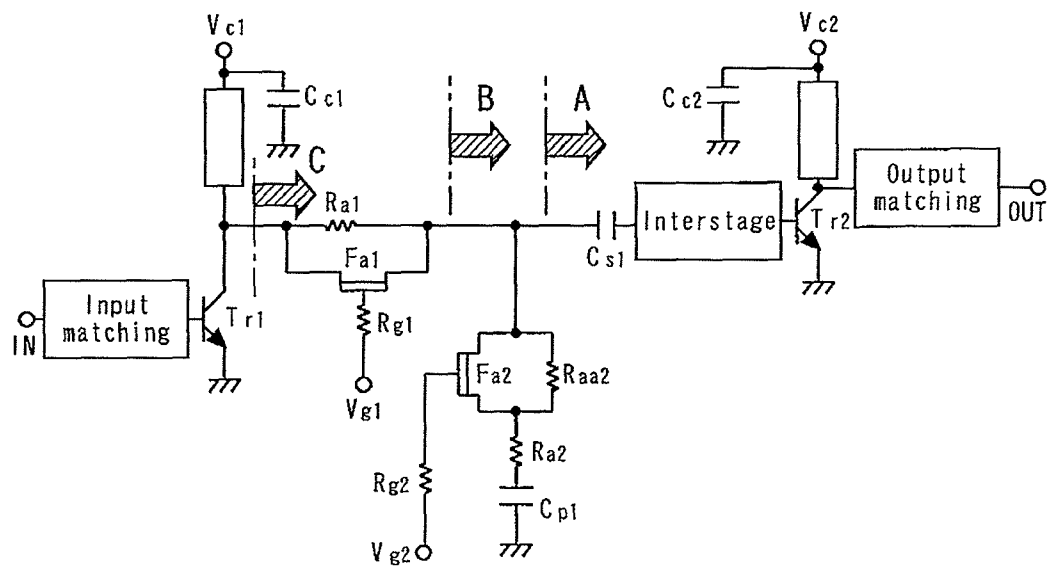 Vc1
Vc2
Cc1
Cc2
B
A
C
Ra1
Fa1
Rg1
Vg1
Cs1
Interstage
Tr2
Output
matching
OUT
Input
matching
IN
Tr1
Fa2
Raa2
Ra2
Rg2
Cp1
Vg2